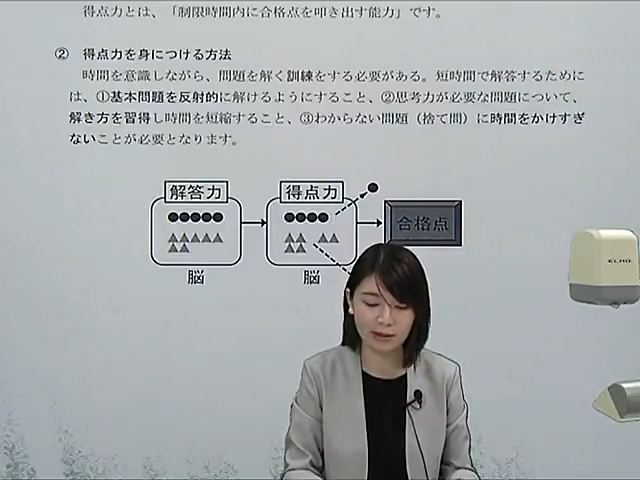 得点力とは、「制限時間内に合格点を叩き出す能力」です。
② 得点力を身につける方法
時間を意識しながら、問題を解く訓練をする必要がある。短時間で解答するために
は、①基本問題を反射的に解けるようにすること、②思考力が必要な問題について、
解き方を習得し時間を短縮すること、③わからない問題（捨て問）に時間をかけすぎ
ないことが必要となります。
解答力 得点力
合格点
脳 脳
ELMO